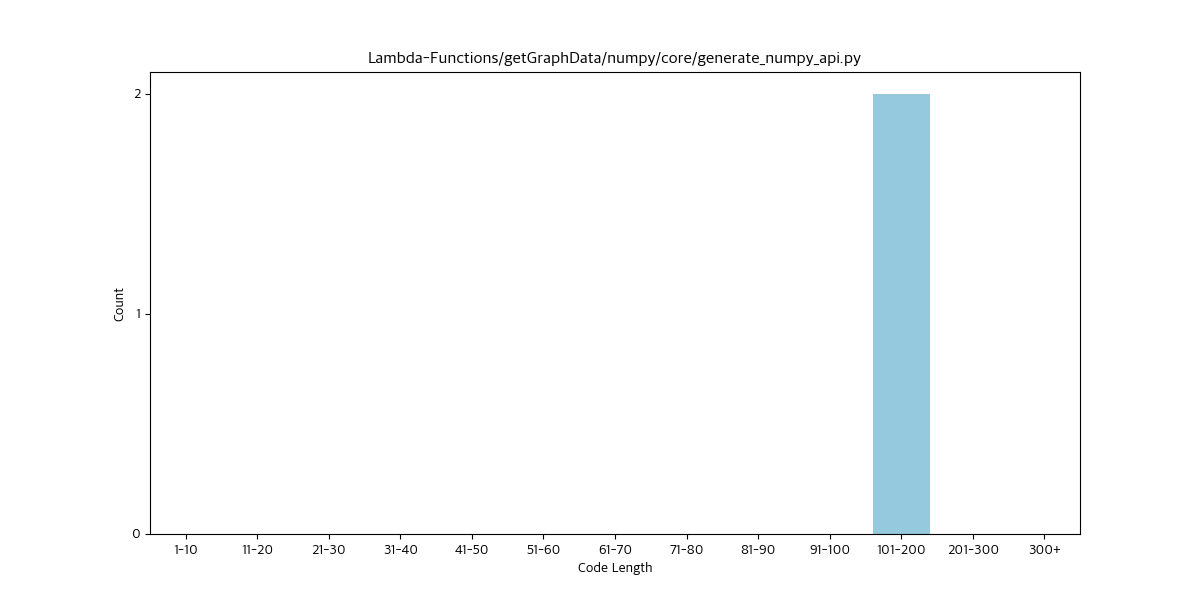 Lambda-Functions/getGraphData/numpy/core/generate_numpy_api.py
2
1
0
Count
1-10 11-20 21-30 31-40 41-50 51-60 61-70 71-80 81-90 91-100 101-200 201-300 300+
Code Length